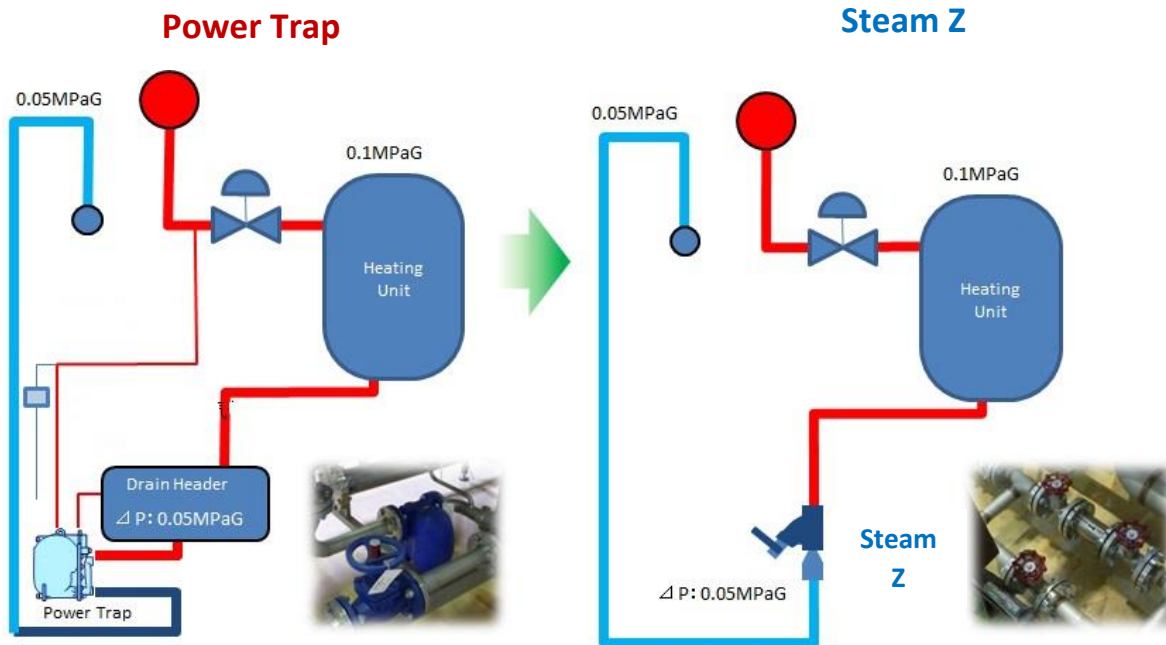 Power Trap
0.05MPaG
0.1MPaG
Heating
Unit
Drain Header
⊿ P: 0.05MPaG
Power Trap
Steam Z
0.05MPaG
0.1MPaG
Heating
Unit
Steam
Z
⊿ P: 0.05MPaG